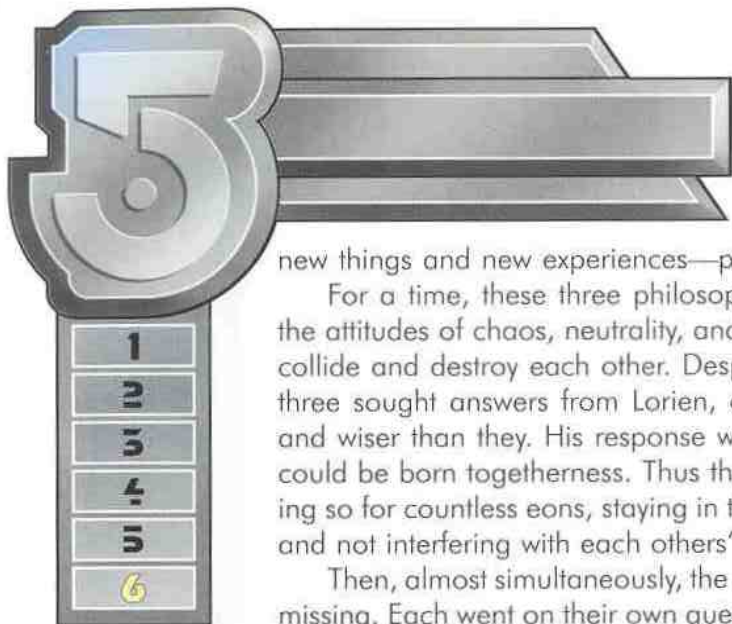 5
1
2
3
4
5
6
new things and new experiences—p
For a time, these three philosop
the attitudes of chaos, neutrality, and
collide and destroy each other. Desp
three sought answers from Lorien,
and wiser than they. His response w
could be born togetherness. Thus th
ing so for countless eons, staying in t
and not interfering with each others'
Then, almost simultaneously, the
missing. Each went on their own que